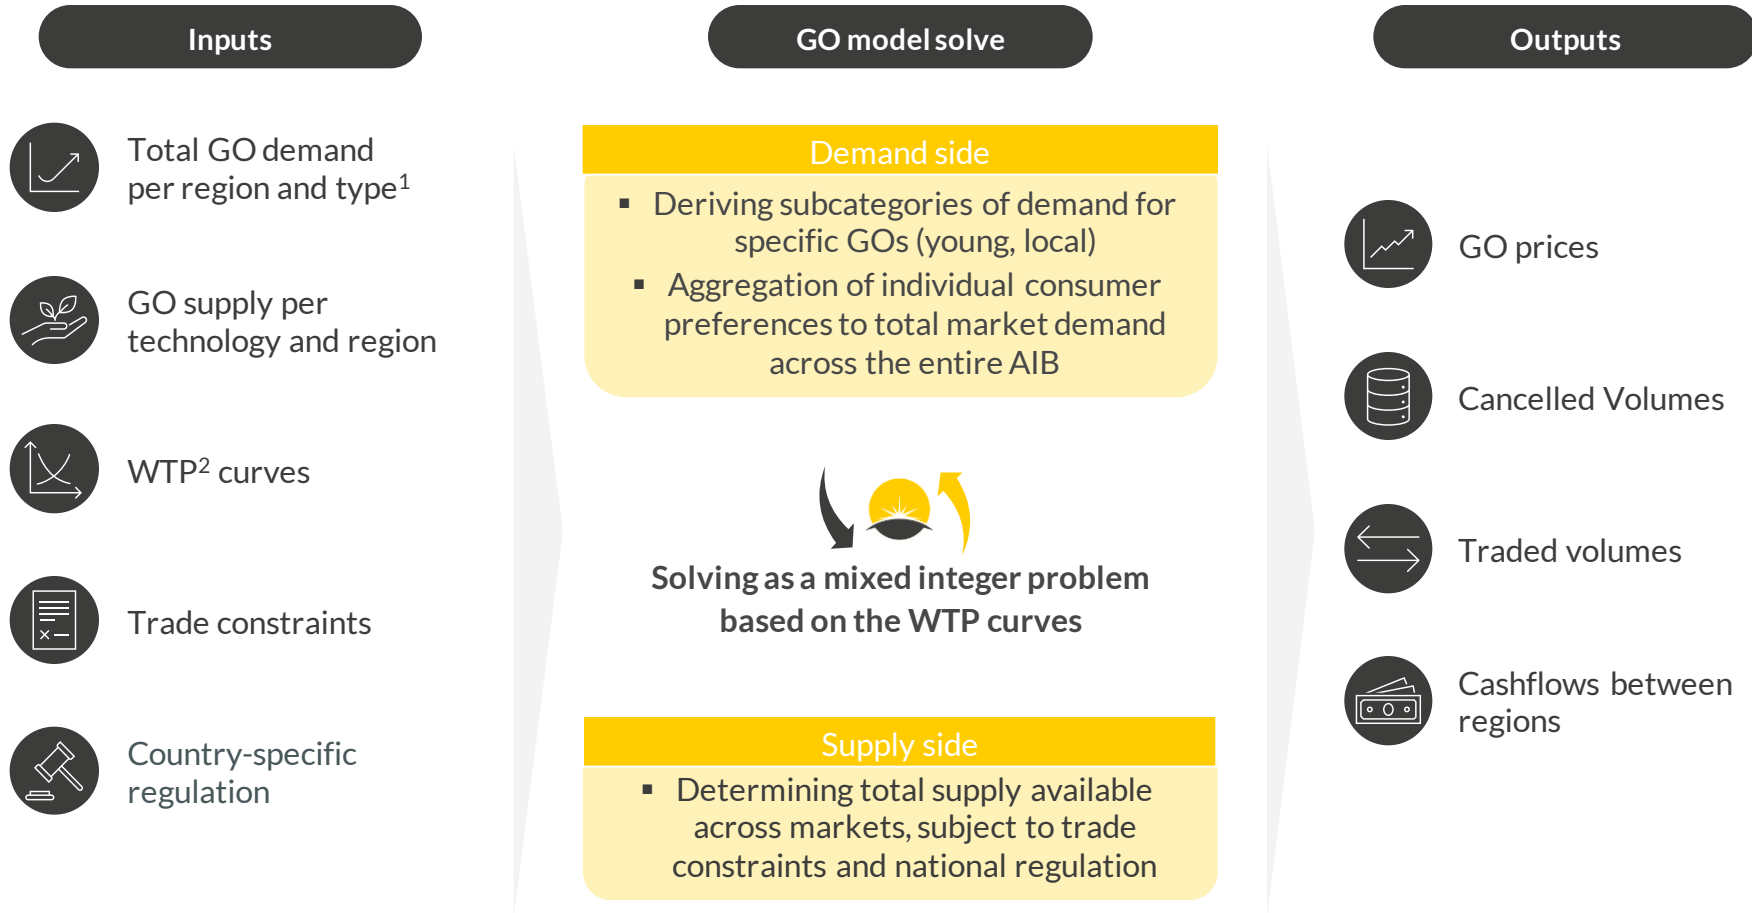 Inputs
Total GO demand
per region and type¹
GO supply per
technology and region
WTP² curves
Trade constraints
Country-specific
regulation
GO model solve
Demand side
▪ Deriving subcategories of demand for
specific GOs (young, local)
▪ Aggregation of individual consumer
preferences to total market demand
across the entire AIB
Solving as a mixed integer problem
based on the WTP curves
Supply side
▪ Determining total supply available
across markets, subject to trade
constraints and national regulation
Outputs
GO prices
Cancelled Volumes
Traded volumes
Cashflows between
regions